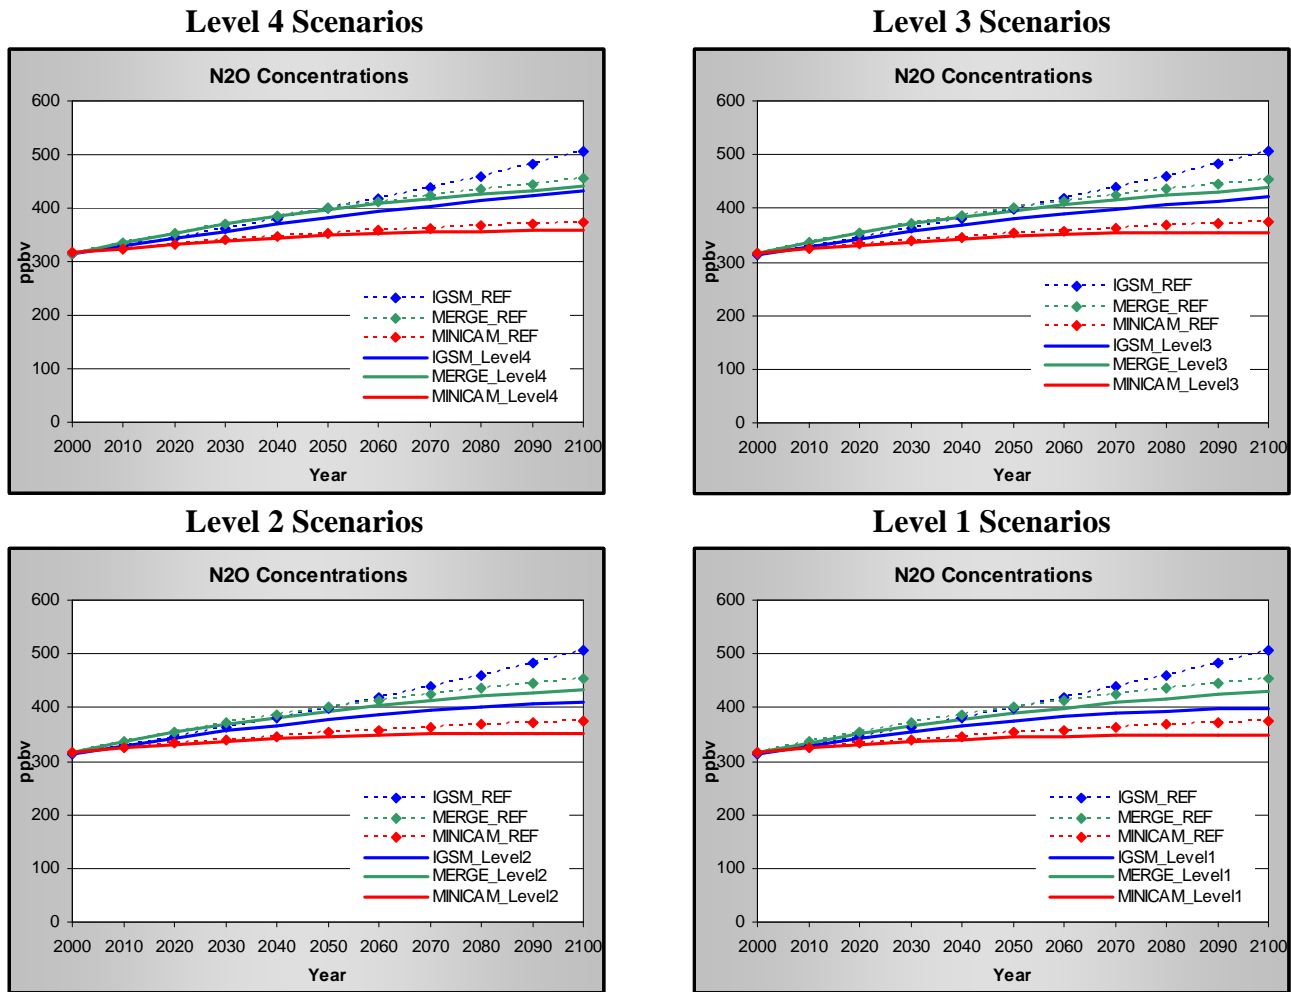 Level 4 Scenarios
N2O Concentrations
600
500
400
300
200
100
0
ppbv
2000 2010 2020 2030 2040 2050 2060 2070 2080 2090 2100
Year
IGSM_REF
MERGE_REF
MINICAM_REF
IGSM_Level4
MERGE_Level4
MINICAM_Level4
Level 3 Scenarios
N2O Concentrations
600
500
400
300
200
100
0
ppbv
2000 2010 2020 2030 2040 2050 2060 2070 2080 2090 2100
Year
IGSM_REF
MERGE_REF
MINICAM_REF
IGSM_Level3
MERGE_Level3
MINICAM_Level3
Level 2 Scenarios
N2O Concentrations
600
500
400
300
200
100
0
ppbv
2000 2010 2020 2030 2040 2050 2060 2070 2080 2090 2100
Year
IGSM_REF
MERGE_REF
MINICAM_REF
IGSM_Level2
MERGE_Level2
MINICAM_Level2
Level 1 Scenarios
N2O Concentrations
600
500
400
300
200
100
0
ppbv
2000 2010 2020 2030 2040 2050 2060 2070 2080 2090 2100
Year
IGSM_REF
MERGE_REF
MINICAM_REF
IGSM_Level1
MERGE_Level1
MINICAM_Level1